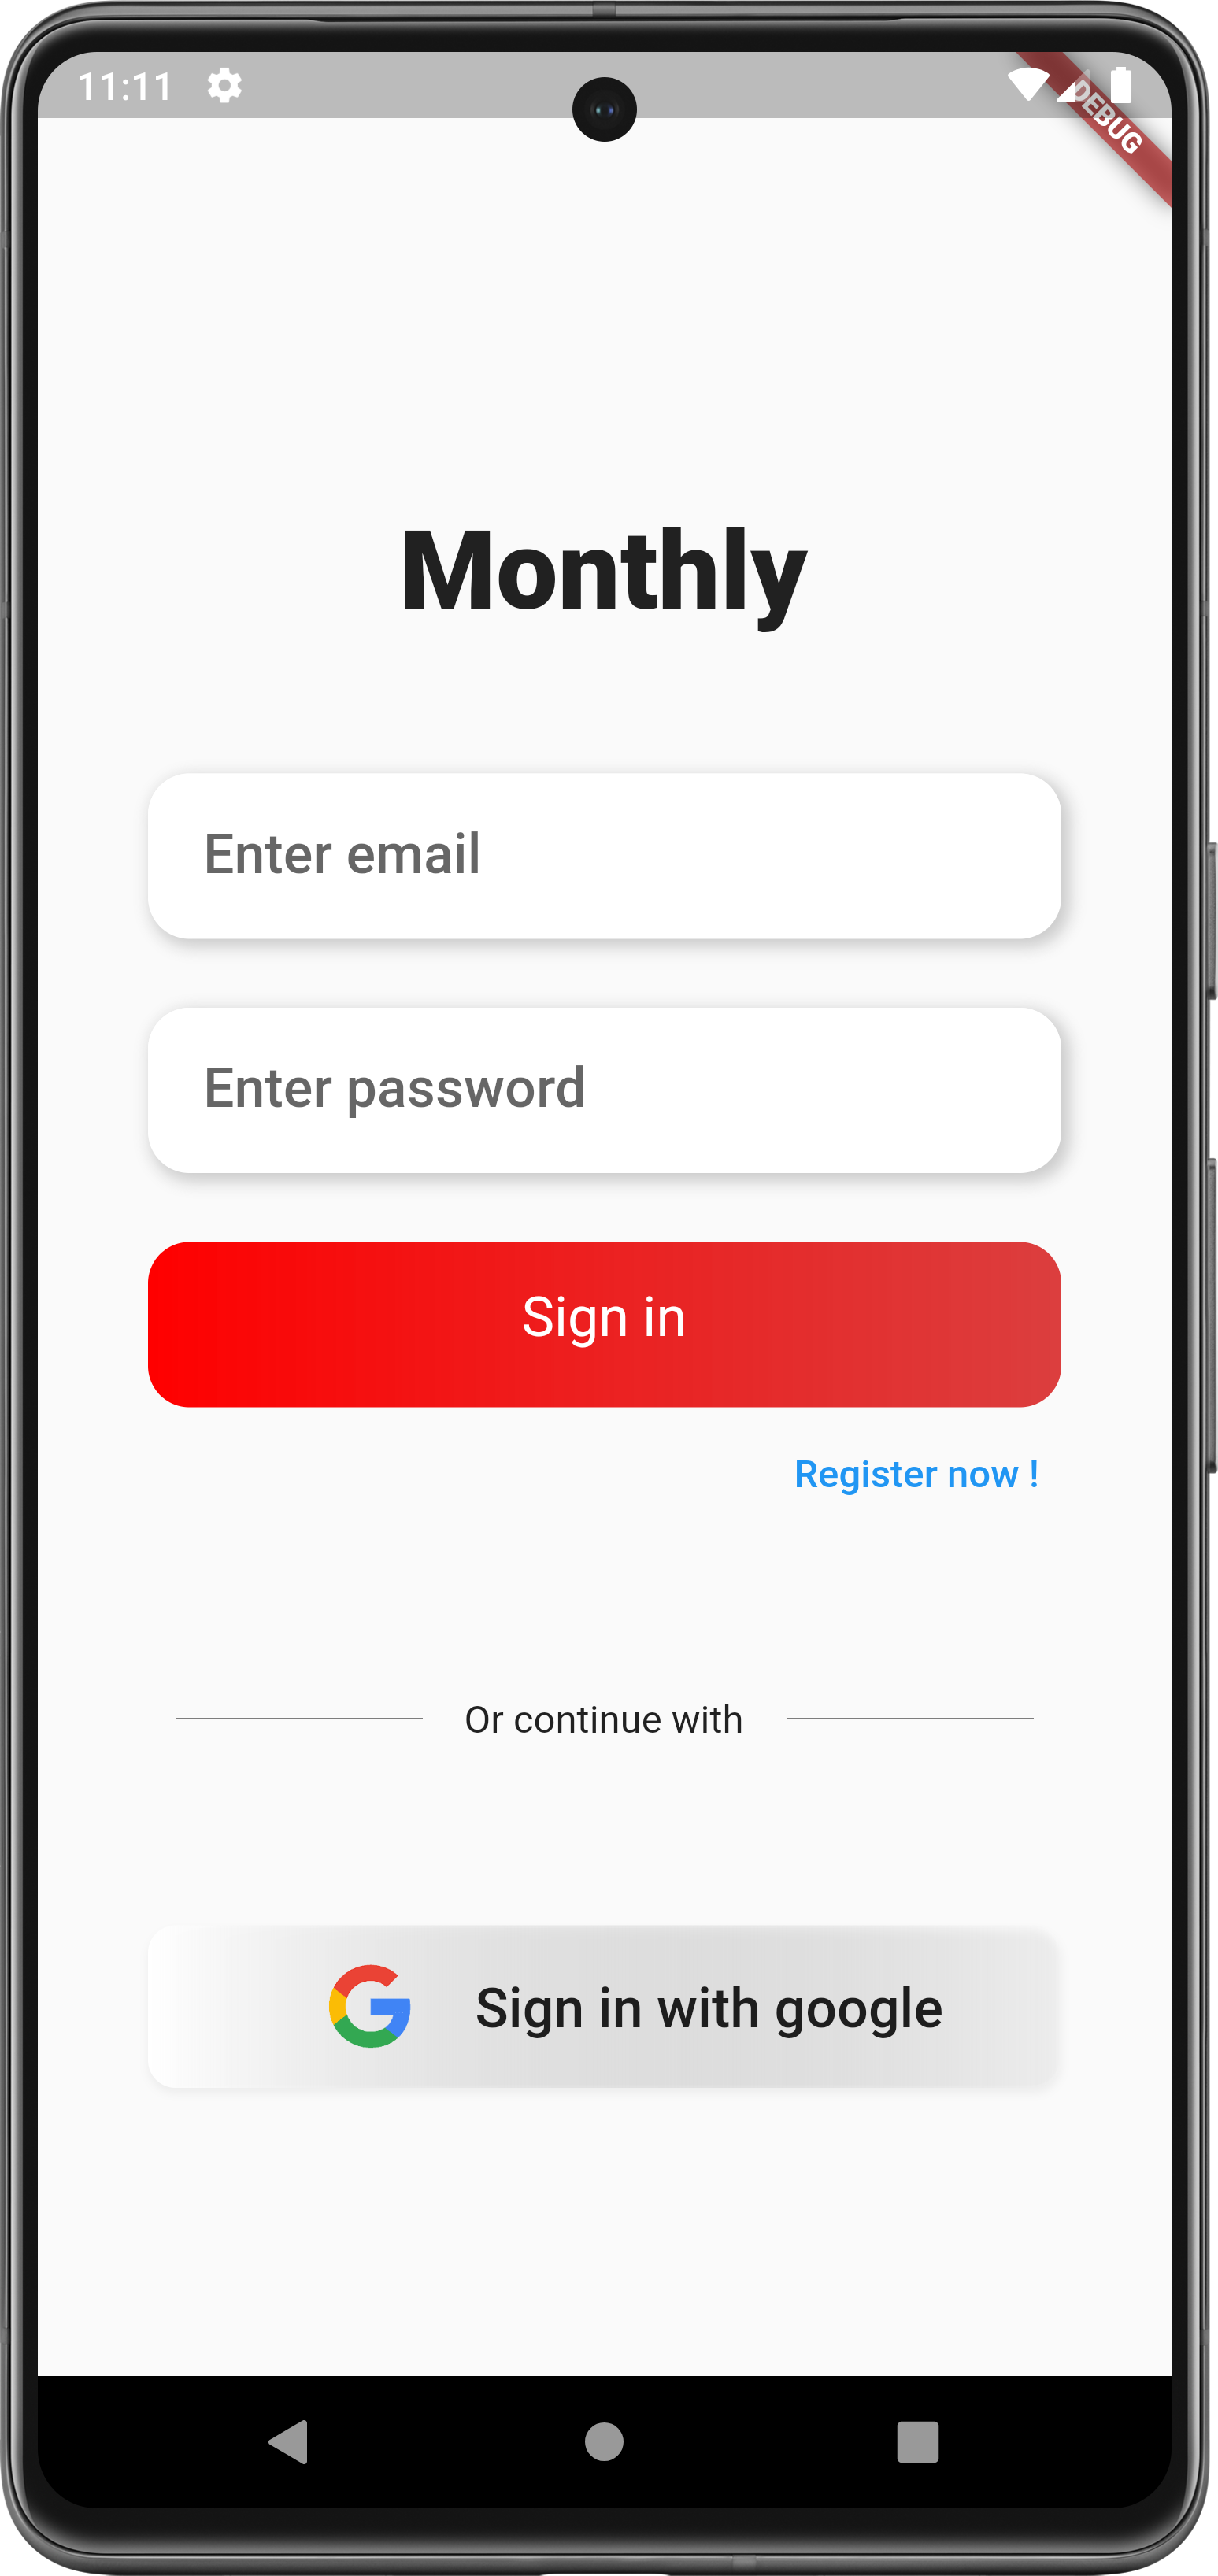 11:11
DEBUG
Monthly
Enter email
Enter password
Sign in
Register now !
Or continue with
Sign in with google